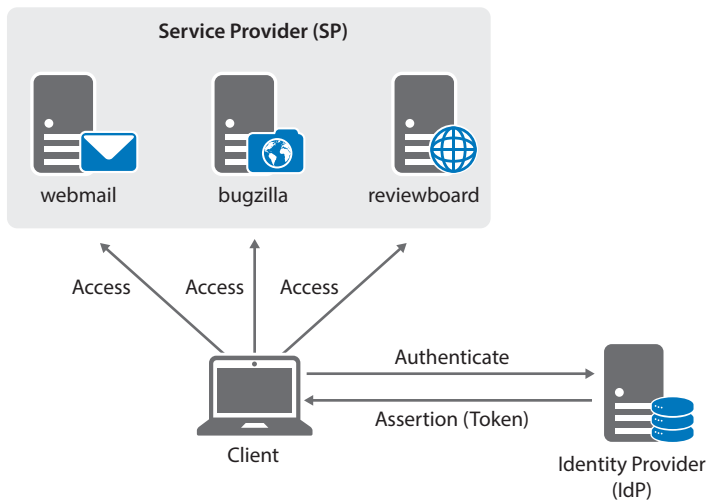 Service Provider (SP)
webmail
bugzilla
reviewboard
Access
Access
Access
Authenticate
Assertion (Token)
Client
Identity Provider
(IdP)